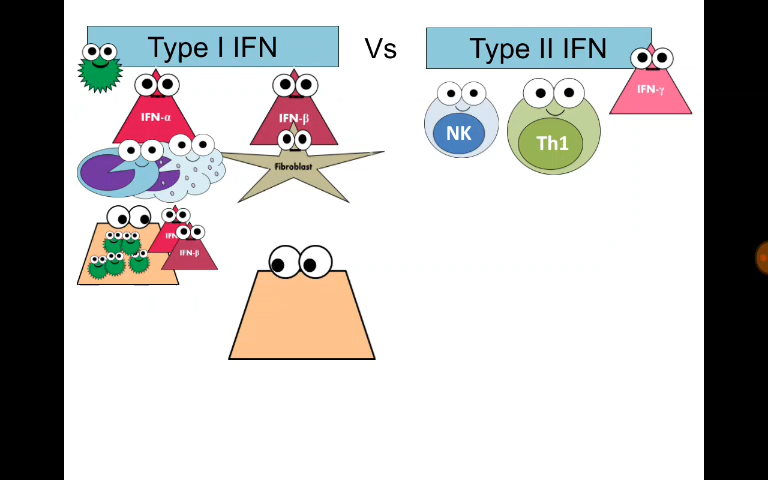 Type I IFN
Vs
Type II IFN
IFN-α
IFN-β
IFN-γ
NK
Th1
Fibroblast
IFN-β